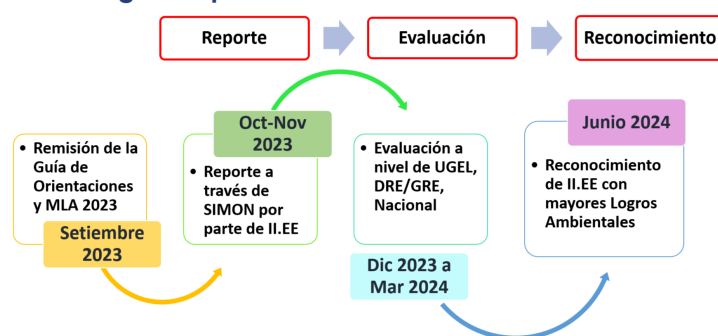 Reporte
Evaluación
Reconocimiento
• Remisión de la
Guía de
Orientaciones
y MLA 2023
Setiembre
2023
Oct-Nov
2023
• Reporte a
través de
SIMON por
parte de II.EE
• Evaluación a
nivel de UGEL,
DRE/GRE,
Nacional
Dic 2023 a
Mar 2024
Junio 2024
• Reconocimiento
de II.EE con
mayores Logros
Ambientales